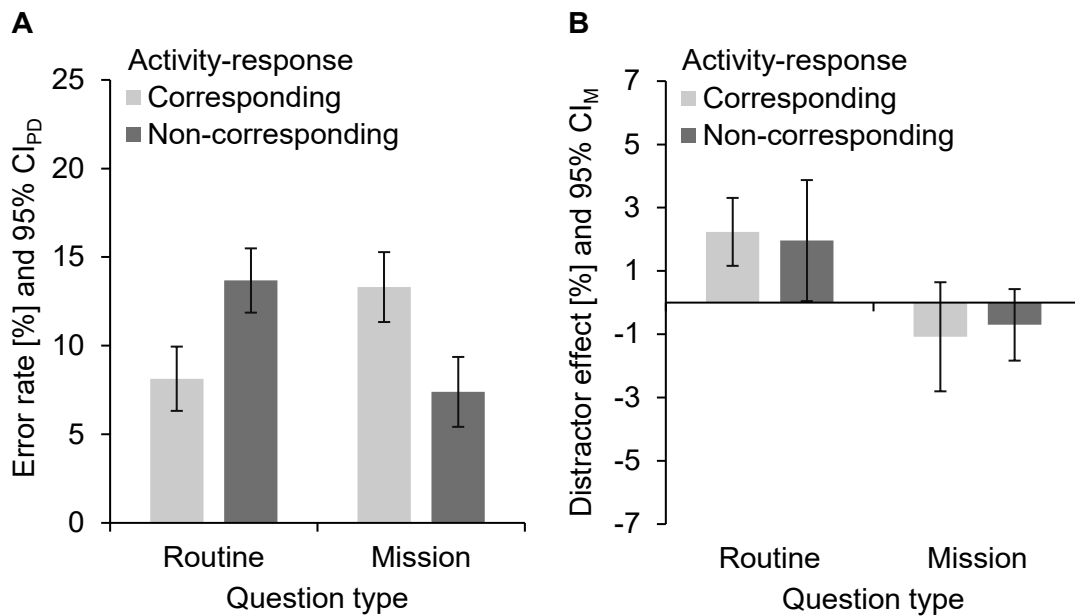 A
Activity-response
Corresponding
Non-corresponding
25
20
15
10
5
0
Error rate [%] and 95% CI_PD
Routine
Mission
Question type
B
Activity-response
Corresponding
Non-corresponding
7
5
3
1
-1
-3
-5
-7
Distractor effect [%] and 95% CI_M
Routine
Mission
Question type